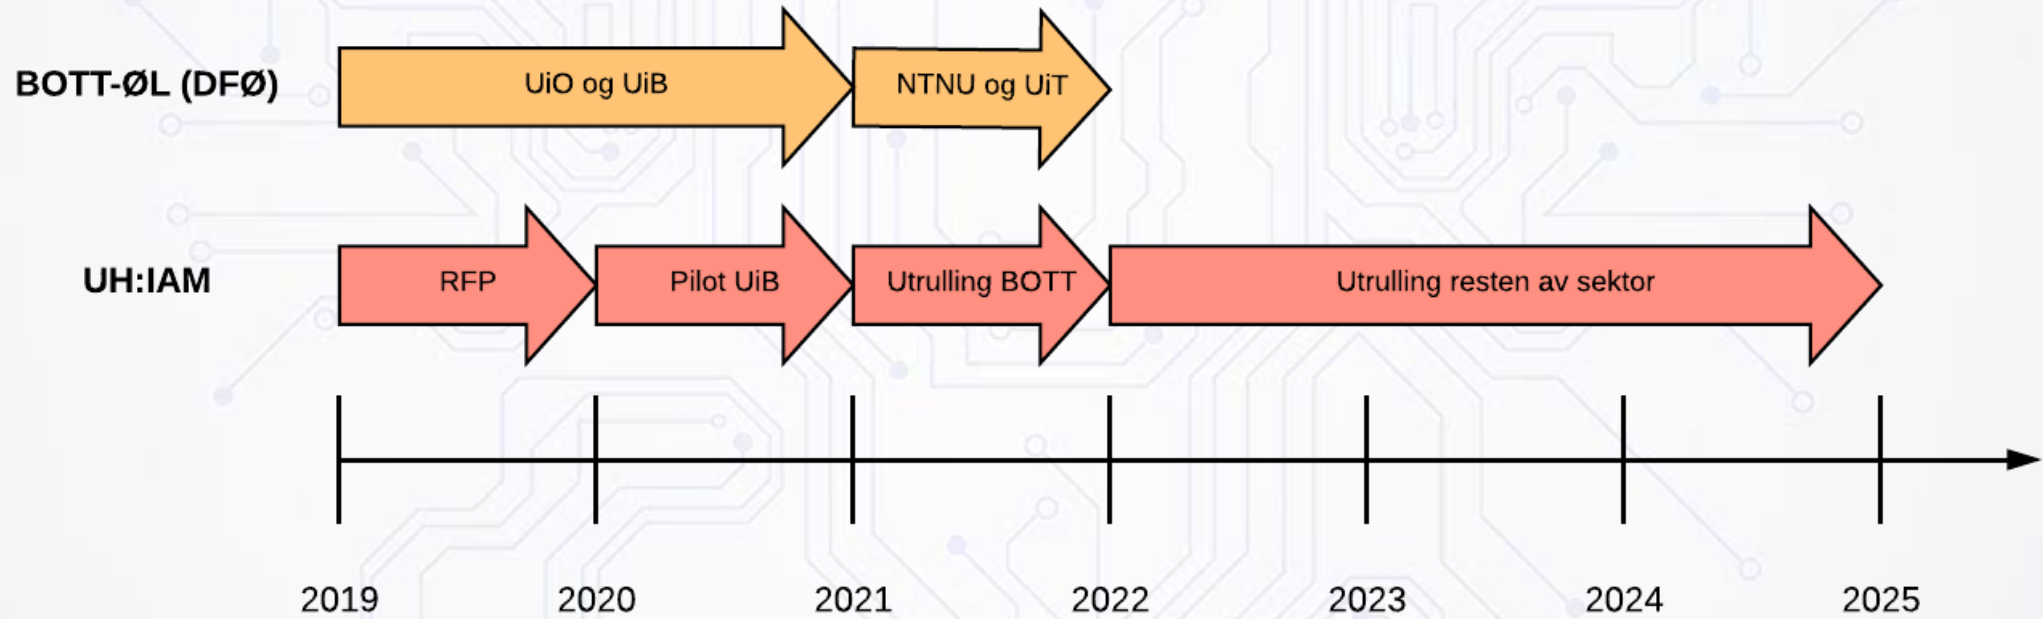 BOTT-ØL (DFØ)
UiO og UiB
NTNU og UiT
UH:IAM
RFP
Pilot UiB
Utrulling BOTT
Utrulling resten av sektor
2019
2020
2021
2022
2023
2024
2025